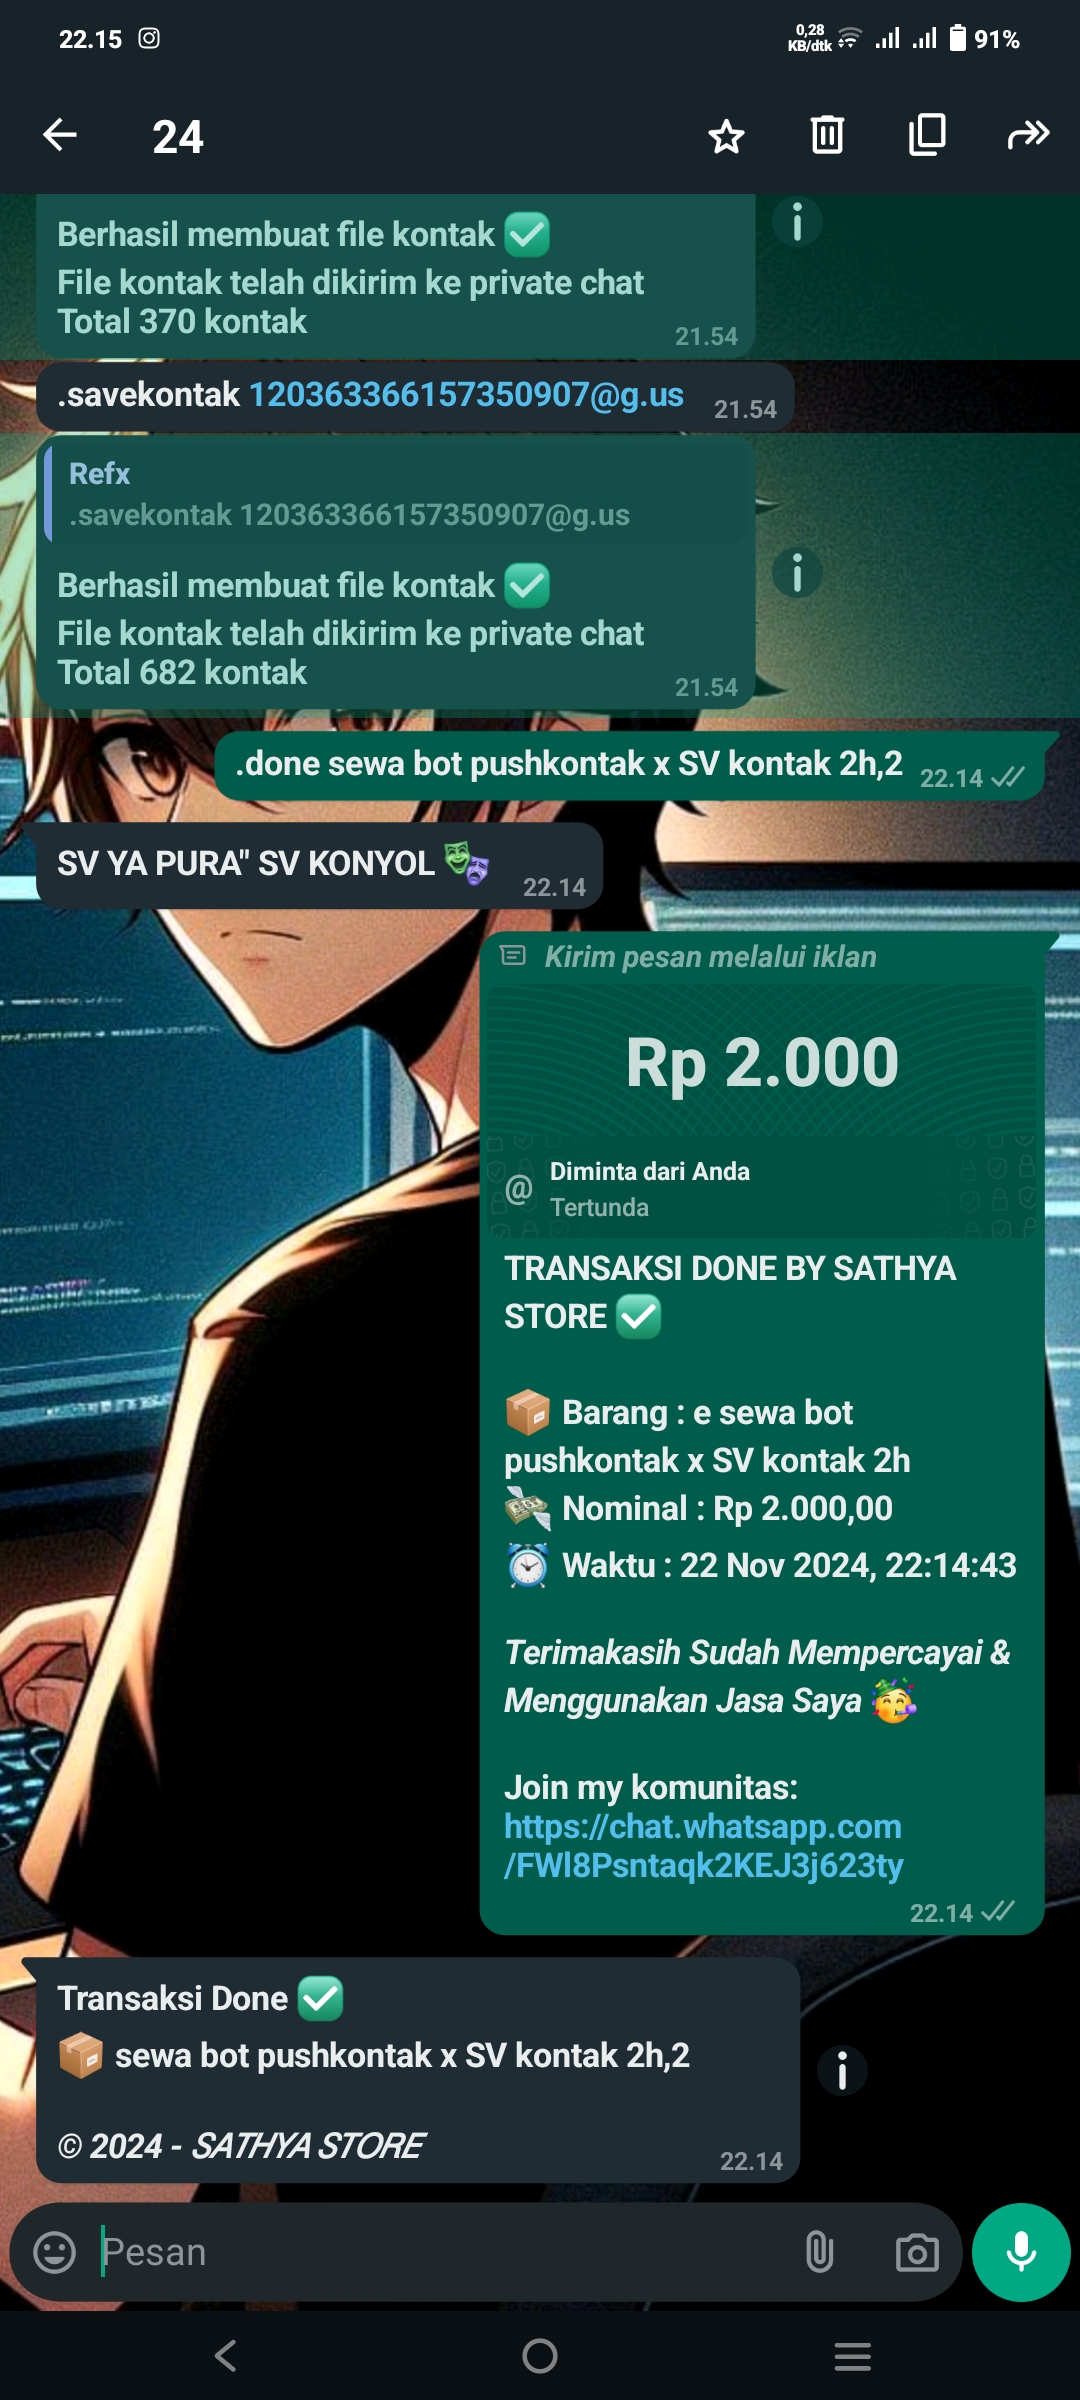 22.15
0,28
KB/dtk
91%
24
Berhasil membuat file kontak ✅
File kontak telah dikirim ke private chat
Total 370 kontak
21.54
.savekontak 120363366157350907@g.us
21.54
Refx
.savekontak 120363366157350907@g.us
Berhasil membuat file kontak ✅
File kontak telah dikirim ke private chat
Total 682 kontak
21.54
.done sewa bot pushkontak x SV kontak 2h,2
22.14
SV YA PURA" SV KONYOL 🎭
22.14
Kirim pesan melalui iklan
Rp 2.000
@
Diminta dari Anda
Tertunda
TRANSAKSI DONE BY SATHYA
STORE ✅
📦 Barang : e sewa bot
pushkontak x SV kontak 2h
💸 Nominal : Rp 2.000,00
⏰ Waktu : 22 Nov 2024, 22:14:43
Terimakasih Sudah Mempercayai &
Menggunakan Jasa Saya 🥳
Join my komunitas:
https://chat.whatsapp.com
/FWl8Psntaqk2KEJ3j623ty
22.14
Transaksi Done ✅
📦 sewa bot pushkontak x SV kontak 2h,2
© 2024 - SATHYA STORE
22.14
Pesan